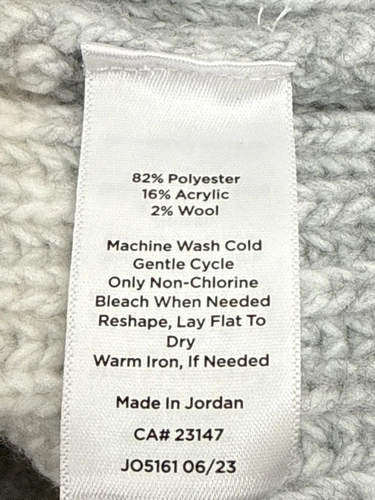 82% Polyester
16% Acrylic
2% Wool
Machine Wash Cold
Gentle Cycle
Only Non-Chlorine
Bleach When Needed
Reshape, Lay Flat To
Dry
Warm Iron, If Needed
Made In Jordan
CA# 23147
JO5161 06/23